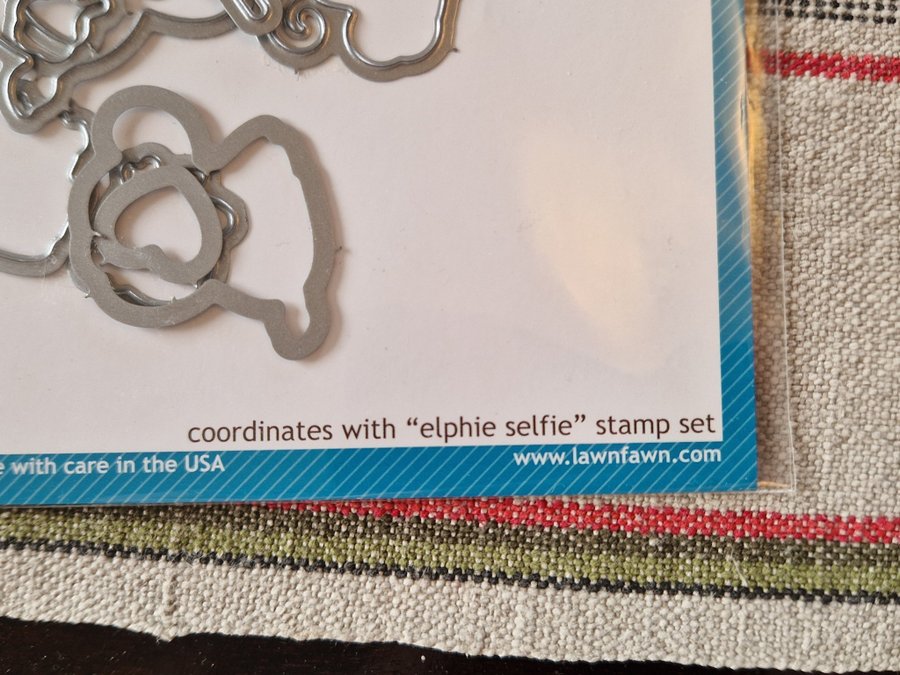 coordinates with “elphie selfie” stamp set
with care in the USA
www.lawnfawn.com